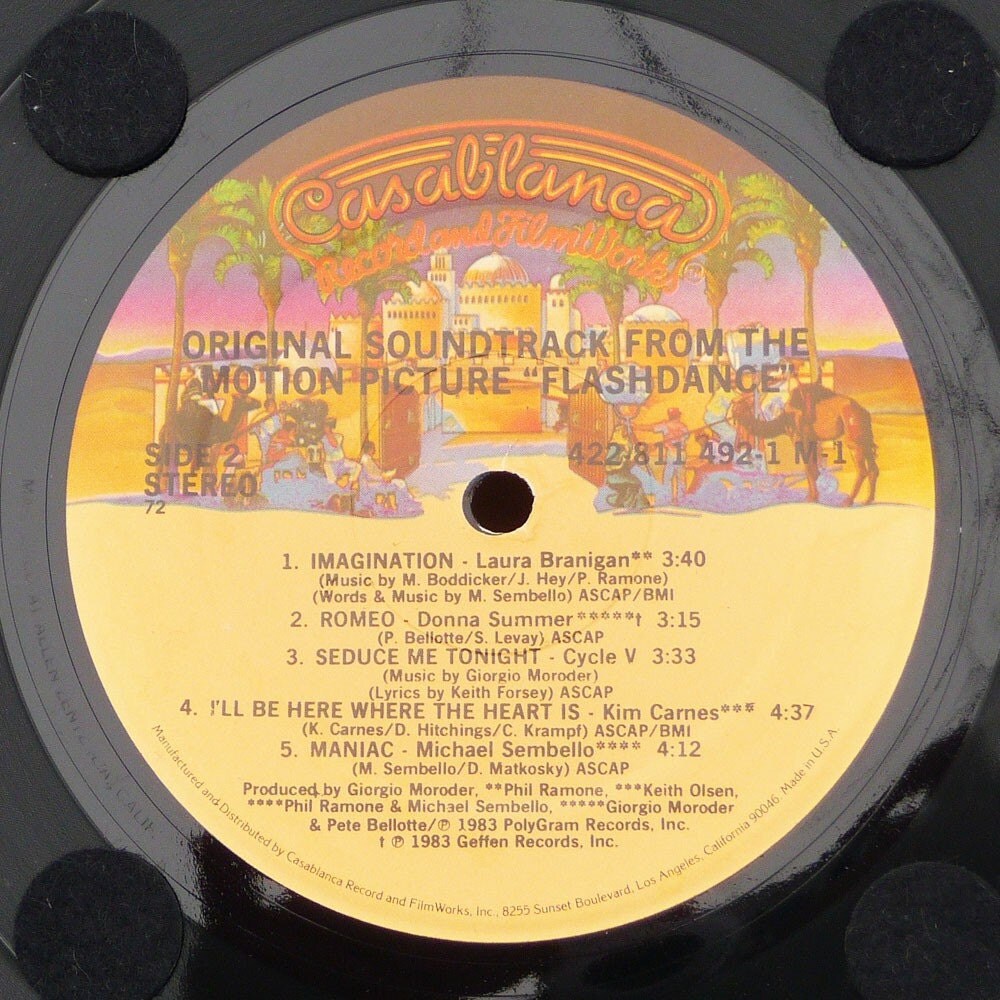 Casablanca
Record and FilmWorks
TM
ORIGINAL SOUNDTRACK FROM THE
MOTION PICTURE "FLASHDANCE"
SIDE 2
STEREO
72
422 811 492-1 M-1
1. IMAGINATION - Laura Branigan** 3:40
(Music by M. Boddicker/J. Hey/P. Ramone)
(Words & Music by M. Sembello) ASCAP/BMI
2. ROMEO - Donna Summer*****† 3:15
(P. Bellotte/S. Levay) ASCAP
3. SEDUCE ME TONIGHT - Cycle V 3:33
(Music by Giorgio Moroder)
(Lyrics by Keith Forsey) ASCAP
4. I'LL BE HERE WHERE THE HEART IS - Kim Carnes*** 4:37
(K. Carnes/D. Hitchings/C. Krampf) ASCAP/BMI
5. MANIAC - Michael Sembello**** 4:12
(M. Sembello/D. Matkosky) ASCAP
Produced by Giorgio Moroder, **Phil Ramone, ***Keith Olsen,
****Phil Ramone & Michael Sembello, *****Giorgio Moroder
& Pete Bellotte/℗ 1983 PolyGram Records, Inc.
† ℗ 1983 Geffen Records, Inc.
Manufactured and Distributed by Casablanca Record and FilmWorks, Inc., 8255 Sunset Boulevard, Los Angeles, California 90046. Made in U.S.A.